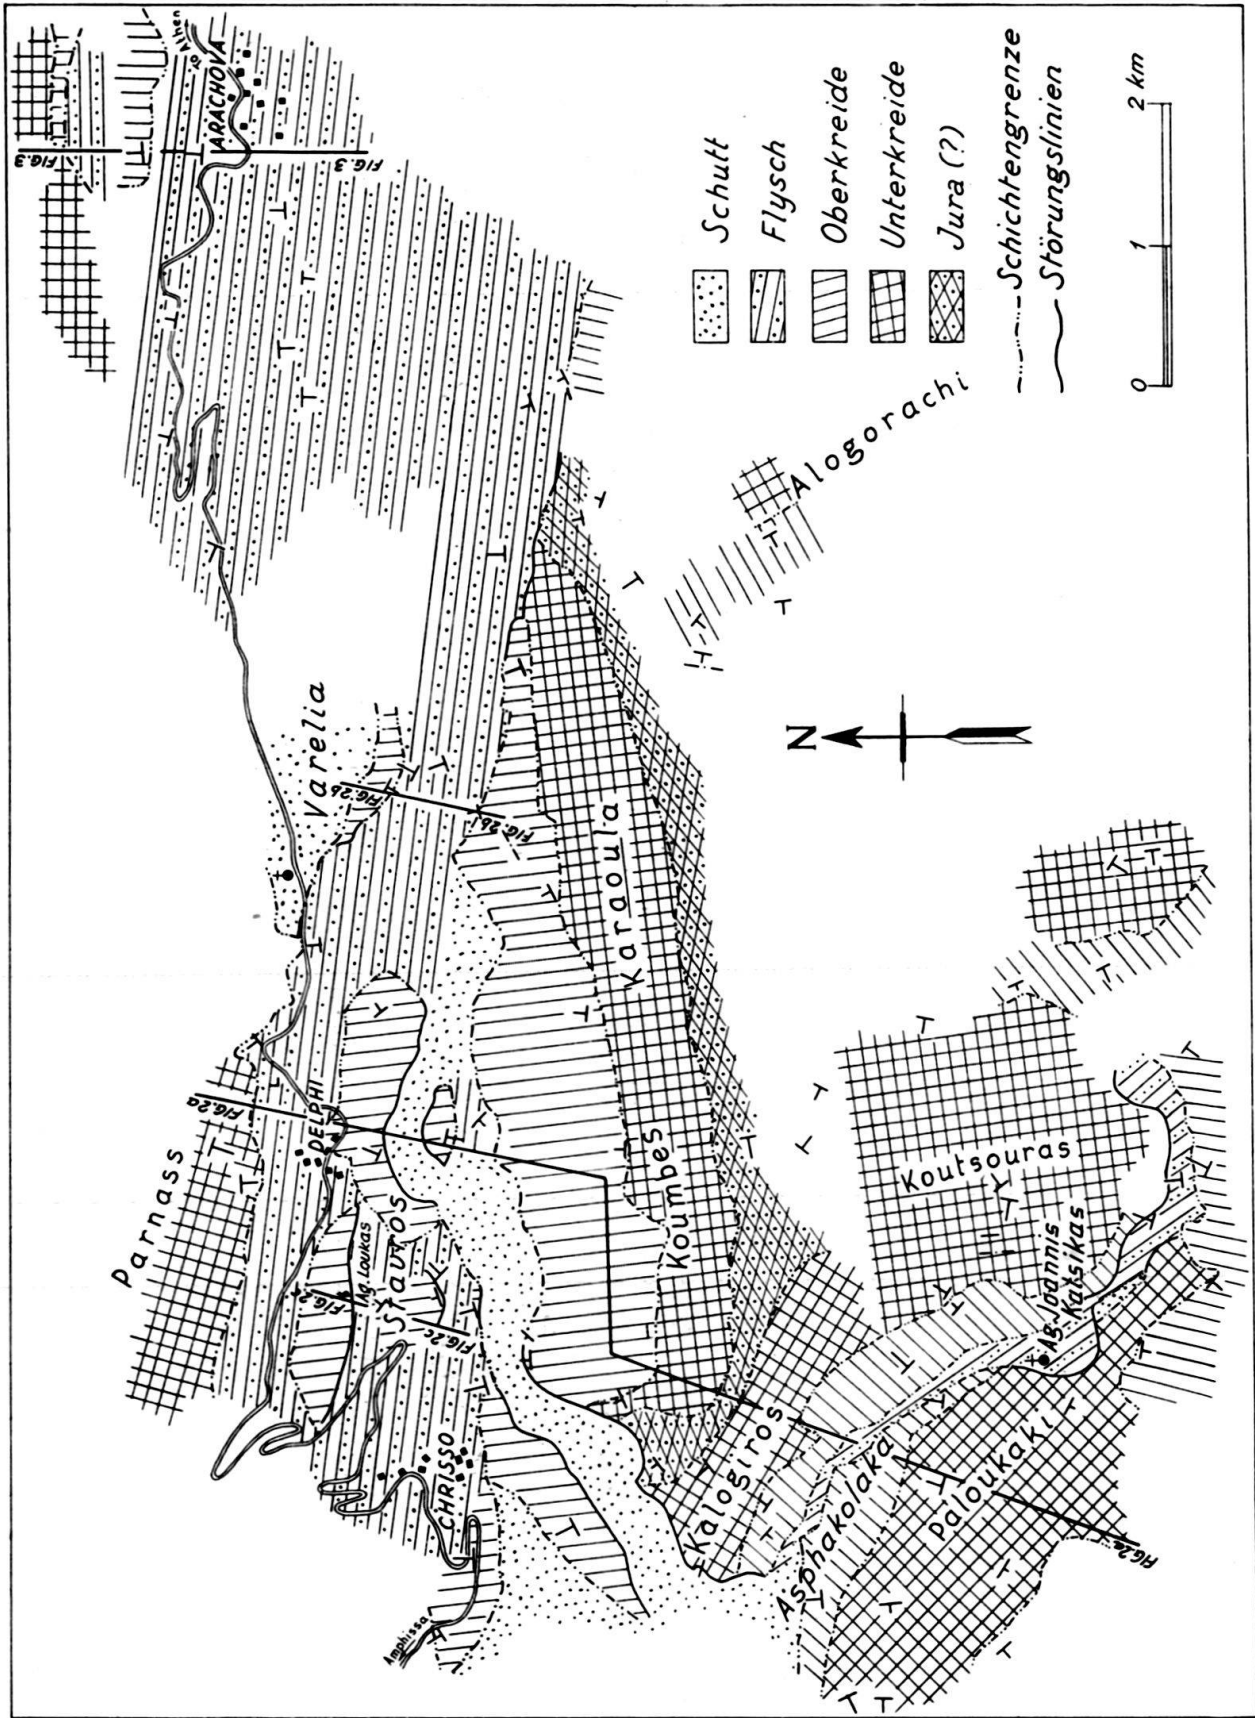 Parnass
FIG. 2a
DELPHI
Varelia
FIG. 2b
FIG. 2b
FIG. 3
FIG. 3
ARACHOVA
To Athen
FIG. 2c
Ag. Loukas
Stavros
FIG. 2c
CHRISSO
Amphissa
Karaoula
Koumbes
Kalogiros
Asphakolaka
Paloukaki
FIG. 2a
Ag. Joannis
Katsikas
Koutsouras
Alogorachi
N
Schutt
Flysch
Oberkreide
Unterkreide
Jura (?)
Schichtengrenze
Störungslinien
0 1 2 km